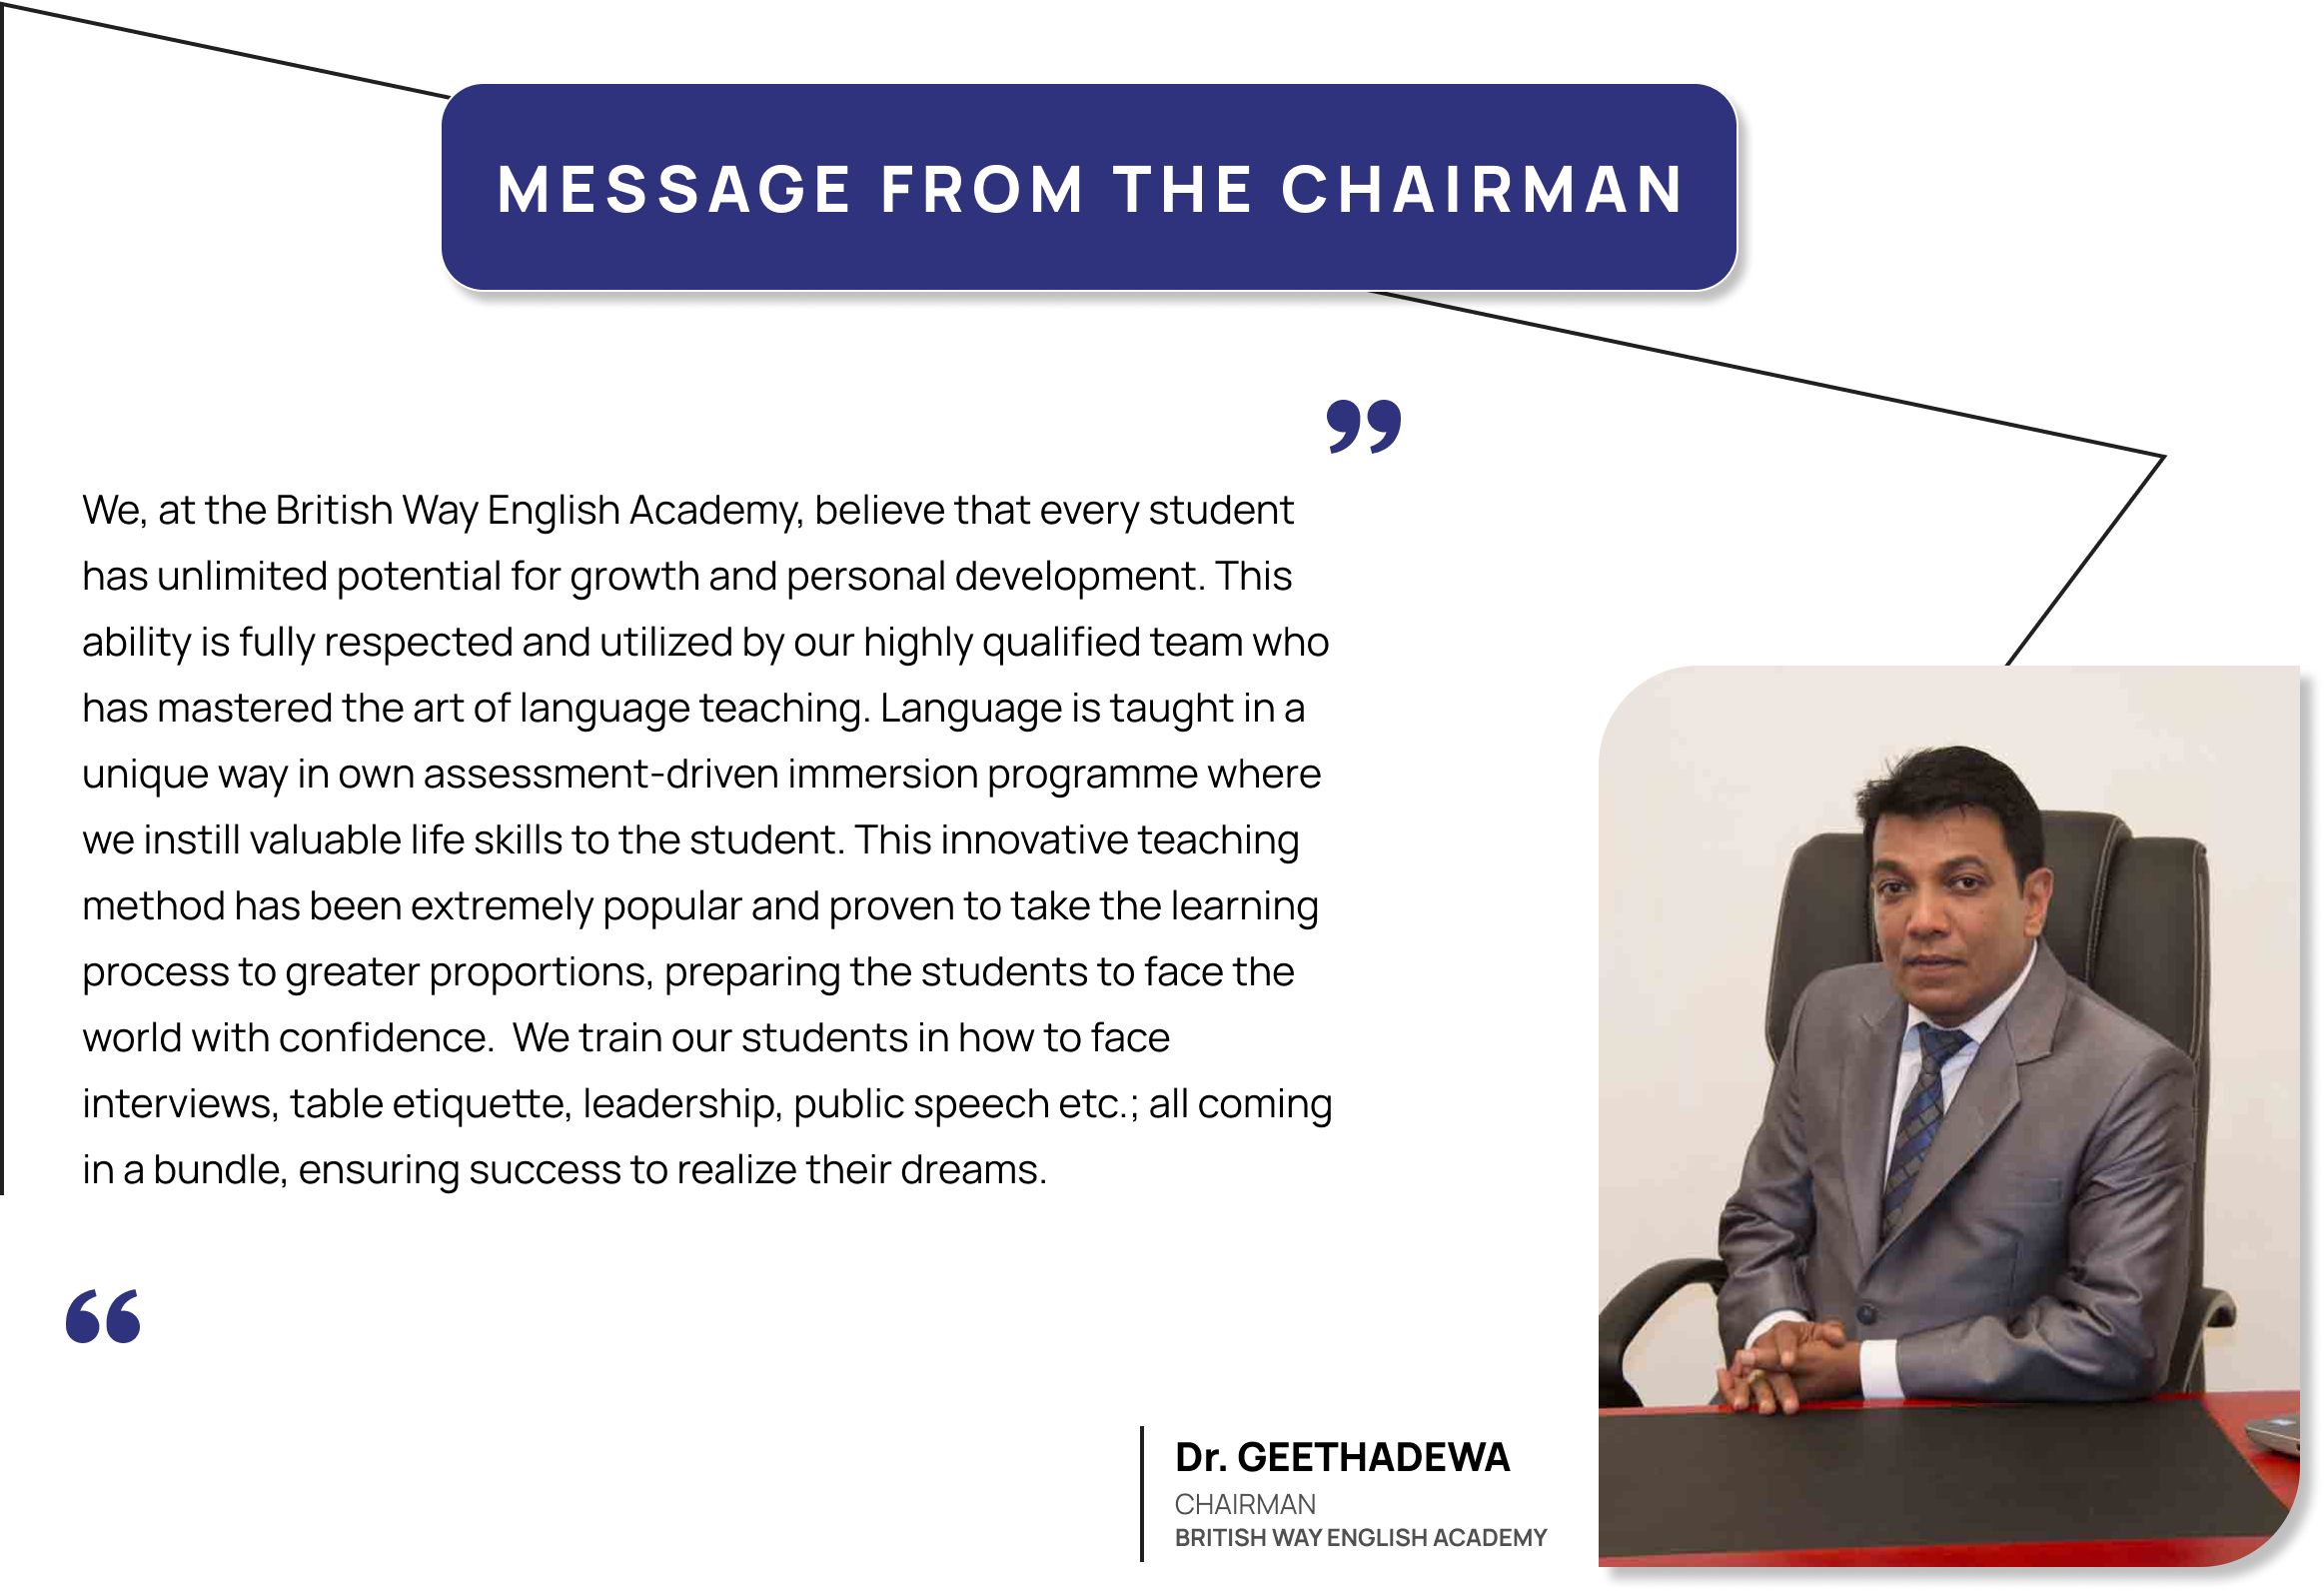 MESSAGE FROM THE CHAIRMAN
”
We, at the British Way English Academy, believe that every student
has unlimited potential for growth and personal development. This
ability is fully respected and utilized by our highly qualified team who
has mastered the art of language teaching. Language is taught in a
unique way in own assessment-driven immersion programme where
we instill valuable life skills to the student. This innovative teaching
method has been extremely popular and proven to take the learning
process to greater proportions, preparing the students to face the
world with confidence.  We train our students in how to face
interviews, table etiquette, leadership, public speech etc.; all coming
in a bundle, ensuring success to realize their dreams.
“
Dr. GEETHADEWA
CHAIRMAN
BRITISH WAY ENGLISH ACADEMY